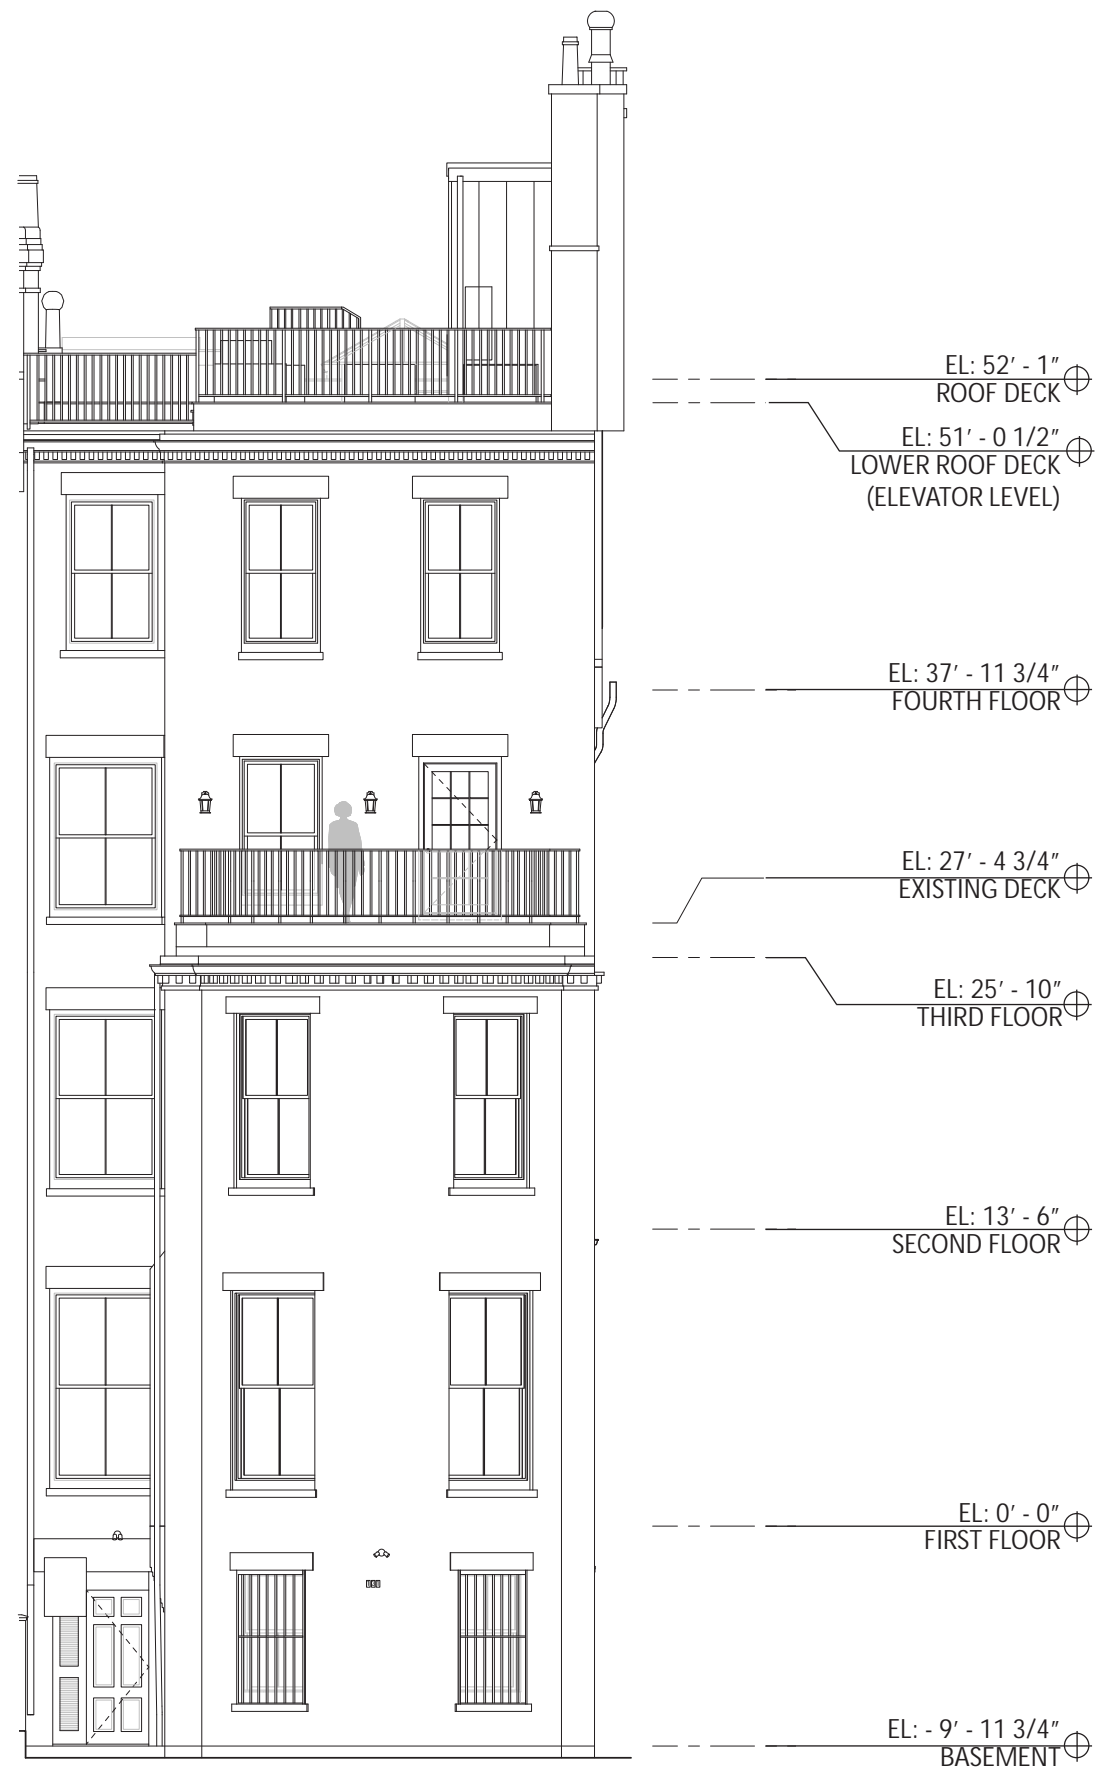 EL: 52' - 1"
ROOF DECK
EL: 51' - 0 1/2"
LOWER ROOF DECK
(ELEVATOR LEVEL)
EL: 37' - 11 3/4"
FOURTH FLOOR
EL: 27' - 4 3/4"
EXISTING DECK
EL: 25' - 10"
THIRD FLOOR
EL: 13' - 6"
SECOND FLOOR
EL: 0' - 0"
FIRST FLOOR
EL: - 9' - 11 3/4"
BASEMENT